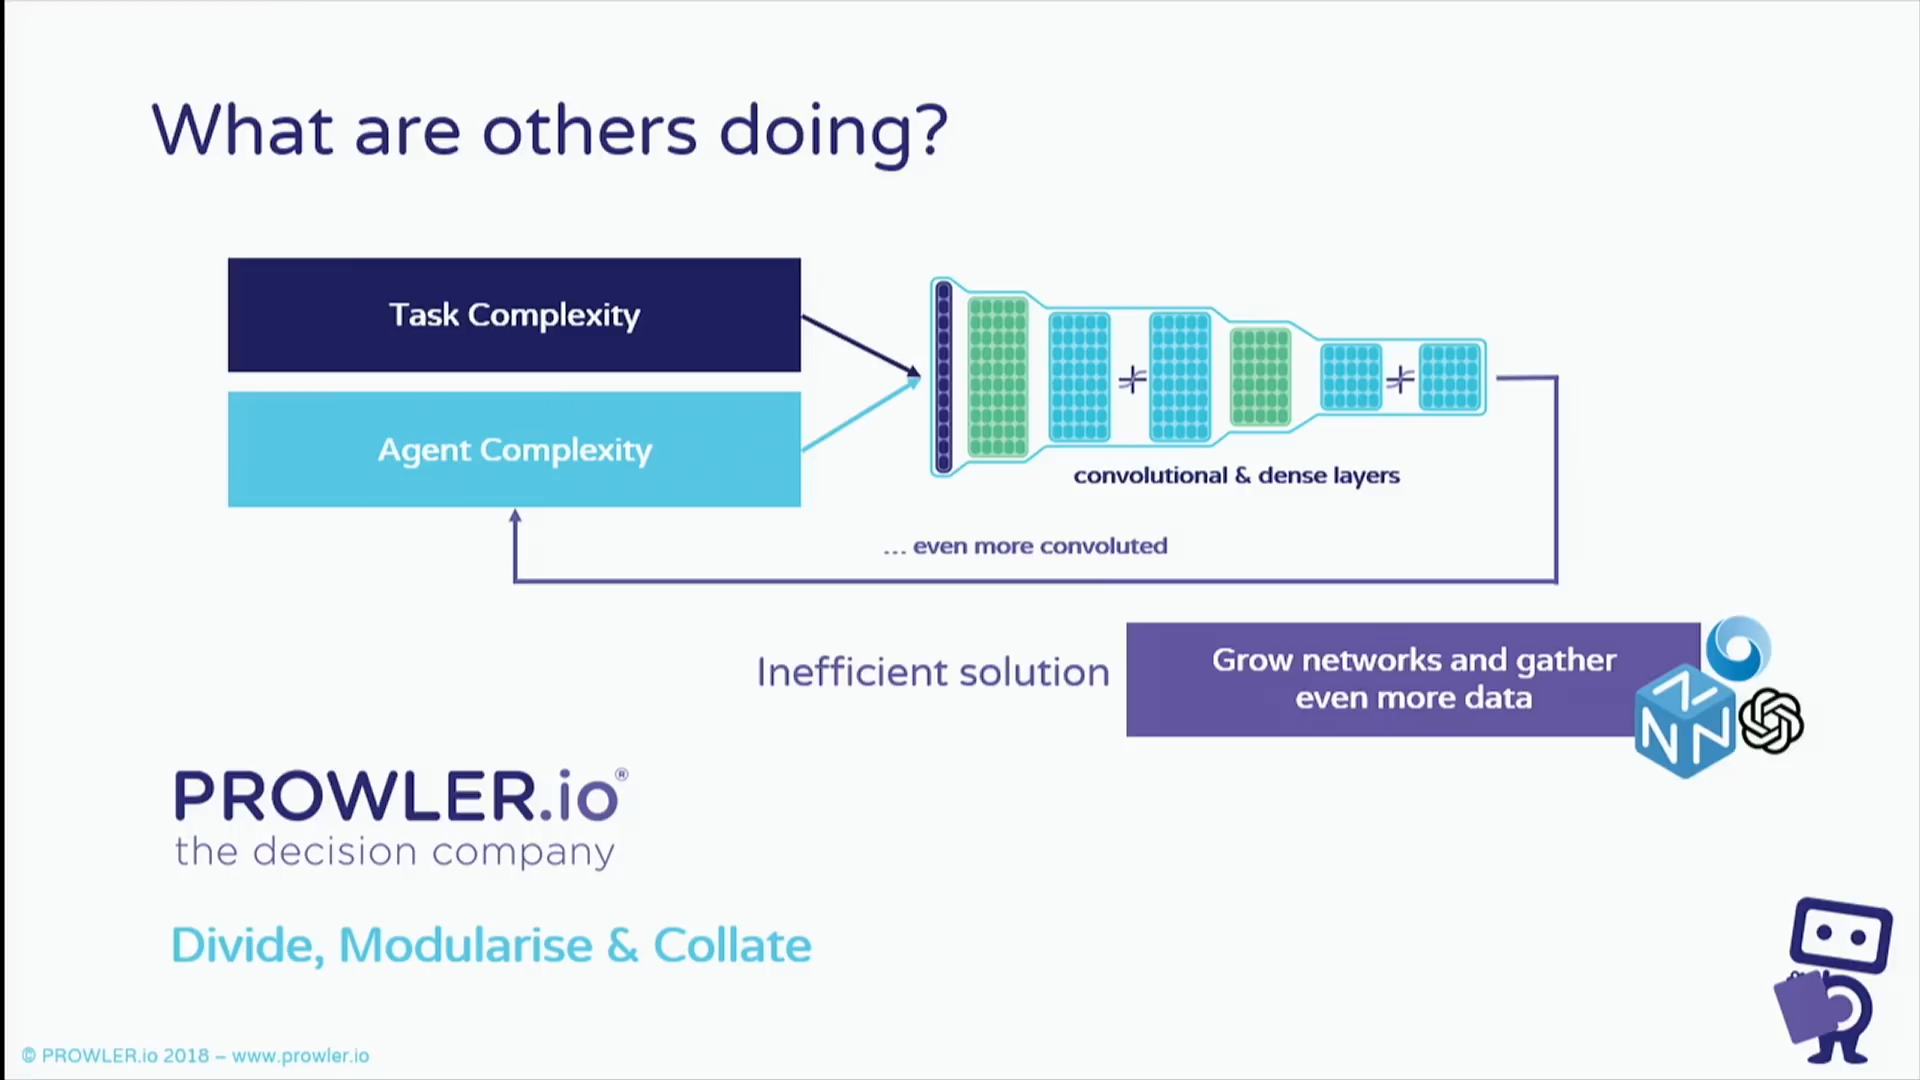 What are others doing?
Task Complexity
Agent Complexity
convolutional & dense layers
... even more convoluted
Inefficient solution
Grow networks and gather
even more data
NNN
PROWLER.io®
the decision company
Divide, Modularise & Collate
© PROWLER.io 2018 – www.prowler.io